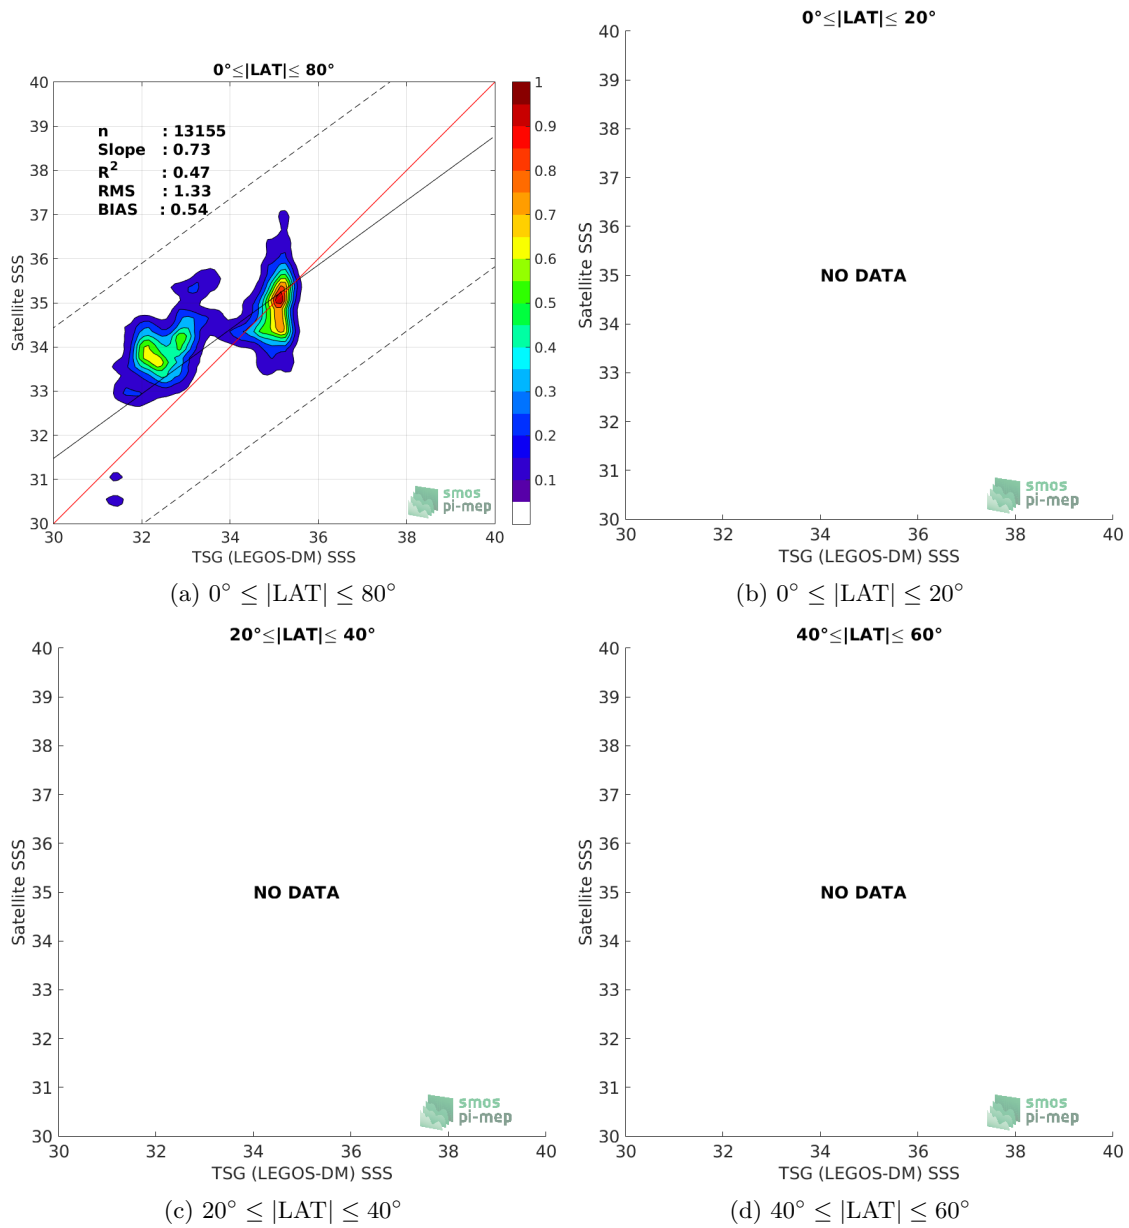 0°≤|LAT|≤ 80°
40
39
38
37
36
35
34
33
32
31
30
Satellite SSS
n : 13155
Slope : 0.73
R² : 0.47
RMS : 1.33
BIAS : 0.54
1
0.9
0.8
0.7
0.6
0.5
0.4
0.3
0.2
0.1
smos
pi-mep
30 32 34 36 38 40
TSG (LEGOS-DM) SSS
(a) 0° ≤ |LAT| ≤ 80°
0°≤|LAT|≤ 20°
40
39
38
37
36
35
34
33
32
31
30
Satellite SSS
NO DATA
smos
pi-mep
30 32 34 36 38 40
TSG (LEGOS-DM) SSS
(b) 0° ≤ |LAT| ≤ 20°
20°≤|LAT|≤ 40°
40
39
38
37
36
35
34
33
32
31
30
Satellite SSS
NO DATA
smos
pi-mep
30 32 34 36 38 40
TSG (LEGOS-DM) SSS
(c) 20° ≤ |LAT| ≤ 40°
40°≤|LAT|≤ 60°
40
39
38
37
36
35
34
33
32
31
30
Satellite SSS
NO DATA
smos
pi-mep
30 32 34 36 38 40
TSG (LEGOS-DM) SSS
(d) 40° ≤ |LAT| ≤ 60°